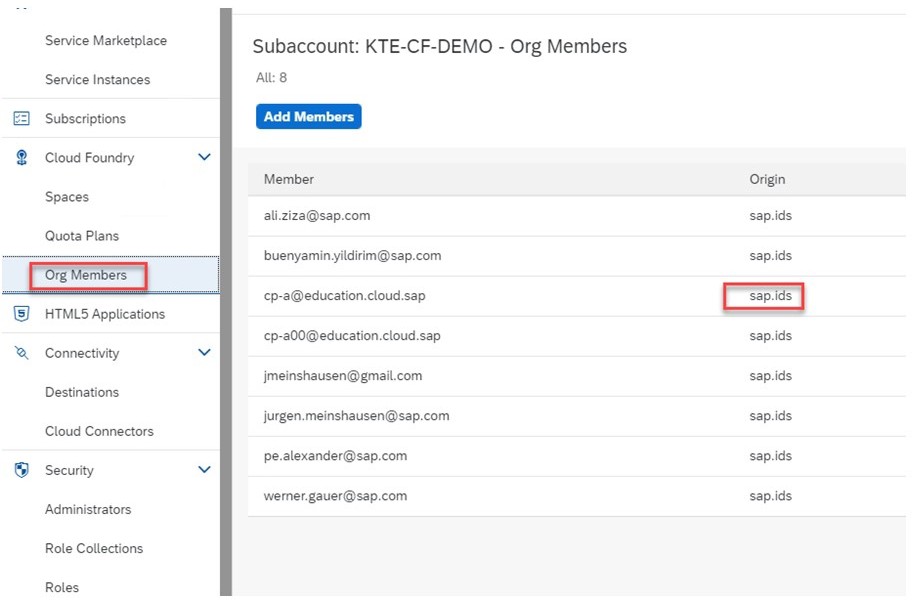 Service Marketplace
Service Instances
Subscriptions
Cloud Foundry
Spaces
Quota Plans
Org Members
HTML5 Applications
Connectivity
Destinations
Cloud Connectors
Security
Administrators
Role Collections
Roles
Subaccount: KTE-CF-DEMO - Org Members
All: 8
Add Members
Member Origin
ali.ziza@sap.com sap.ids
buenyamin.yildirim@sap.com sap.ids
cp-a@education.cloud.sap sap.ids
cp-a00@education.cloud.sap sap.ids
jmeinshausen@gmail.com sap.ids
jurgen.meinshausen@sap.com sap.ids
pe.alexander@sap.com sap.ids
werner.gauer@sap.com sap.ids